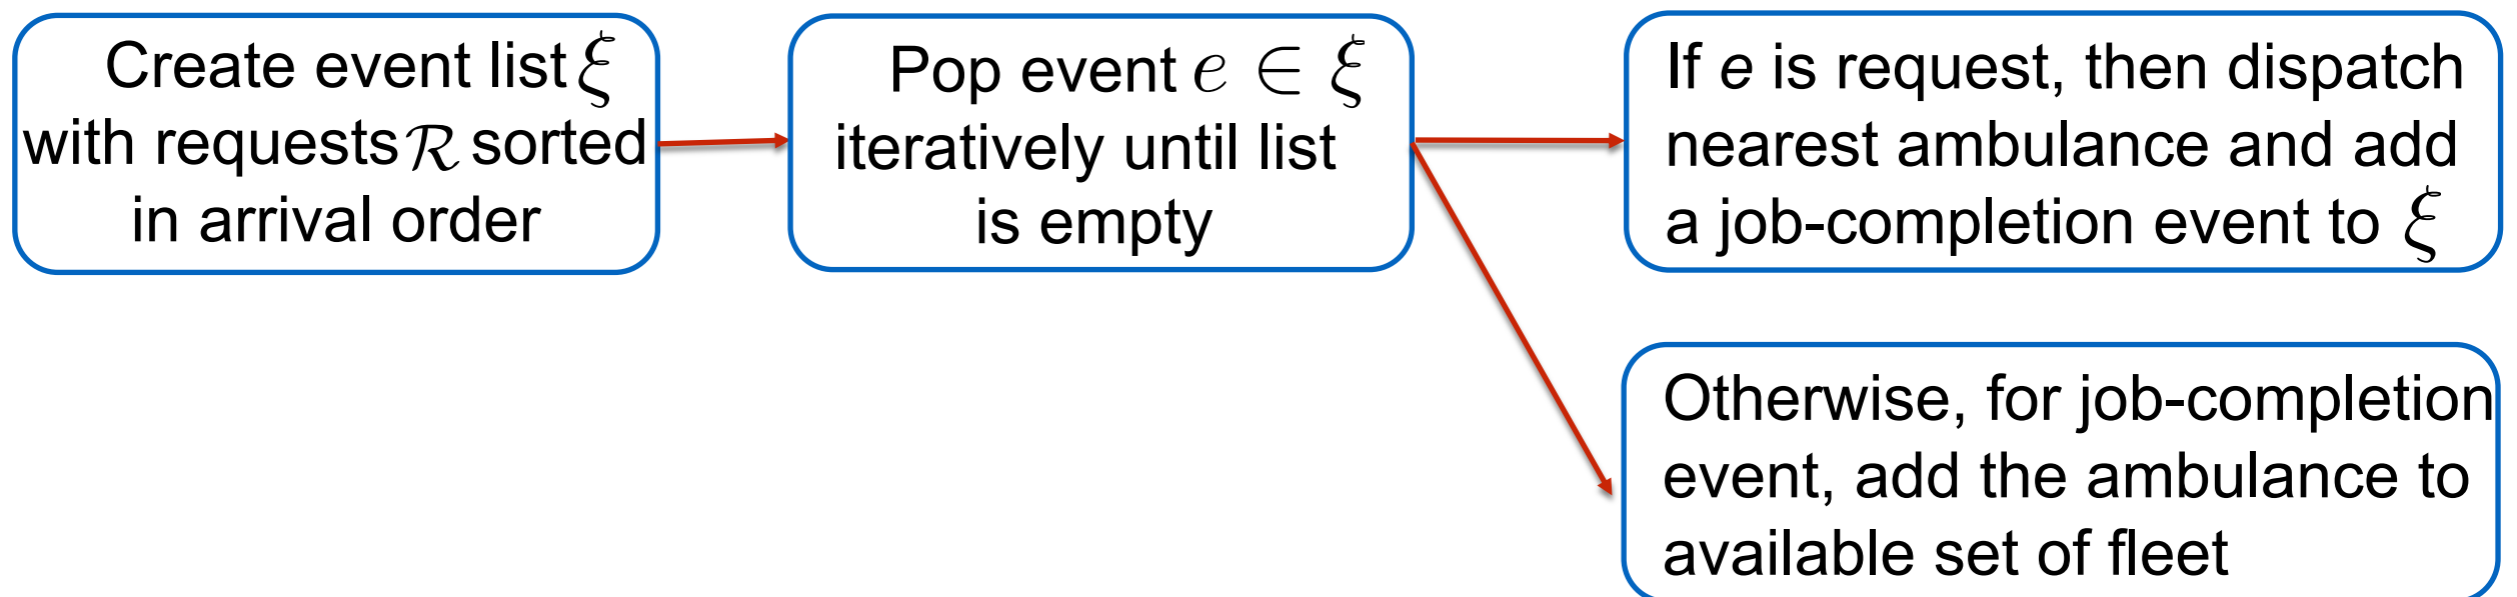 Create event list ξ
with requests ℛ sorted
in arrival order
Pop event e ∈ ξ
iteratively until list
is empty
If e is request, then dispatch
nearest ambulance and add
a job-completion event to ξ
Otherwise, for job-completion
event, add the ambulance to
available set of fleet